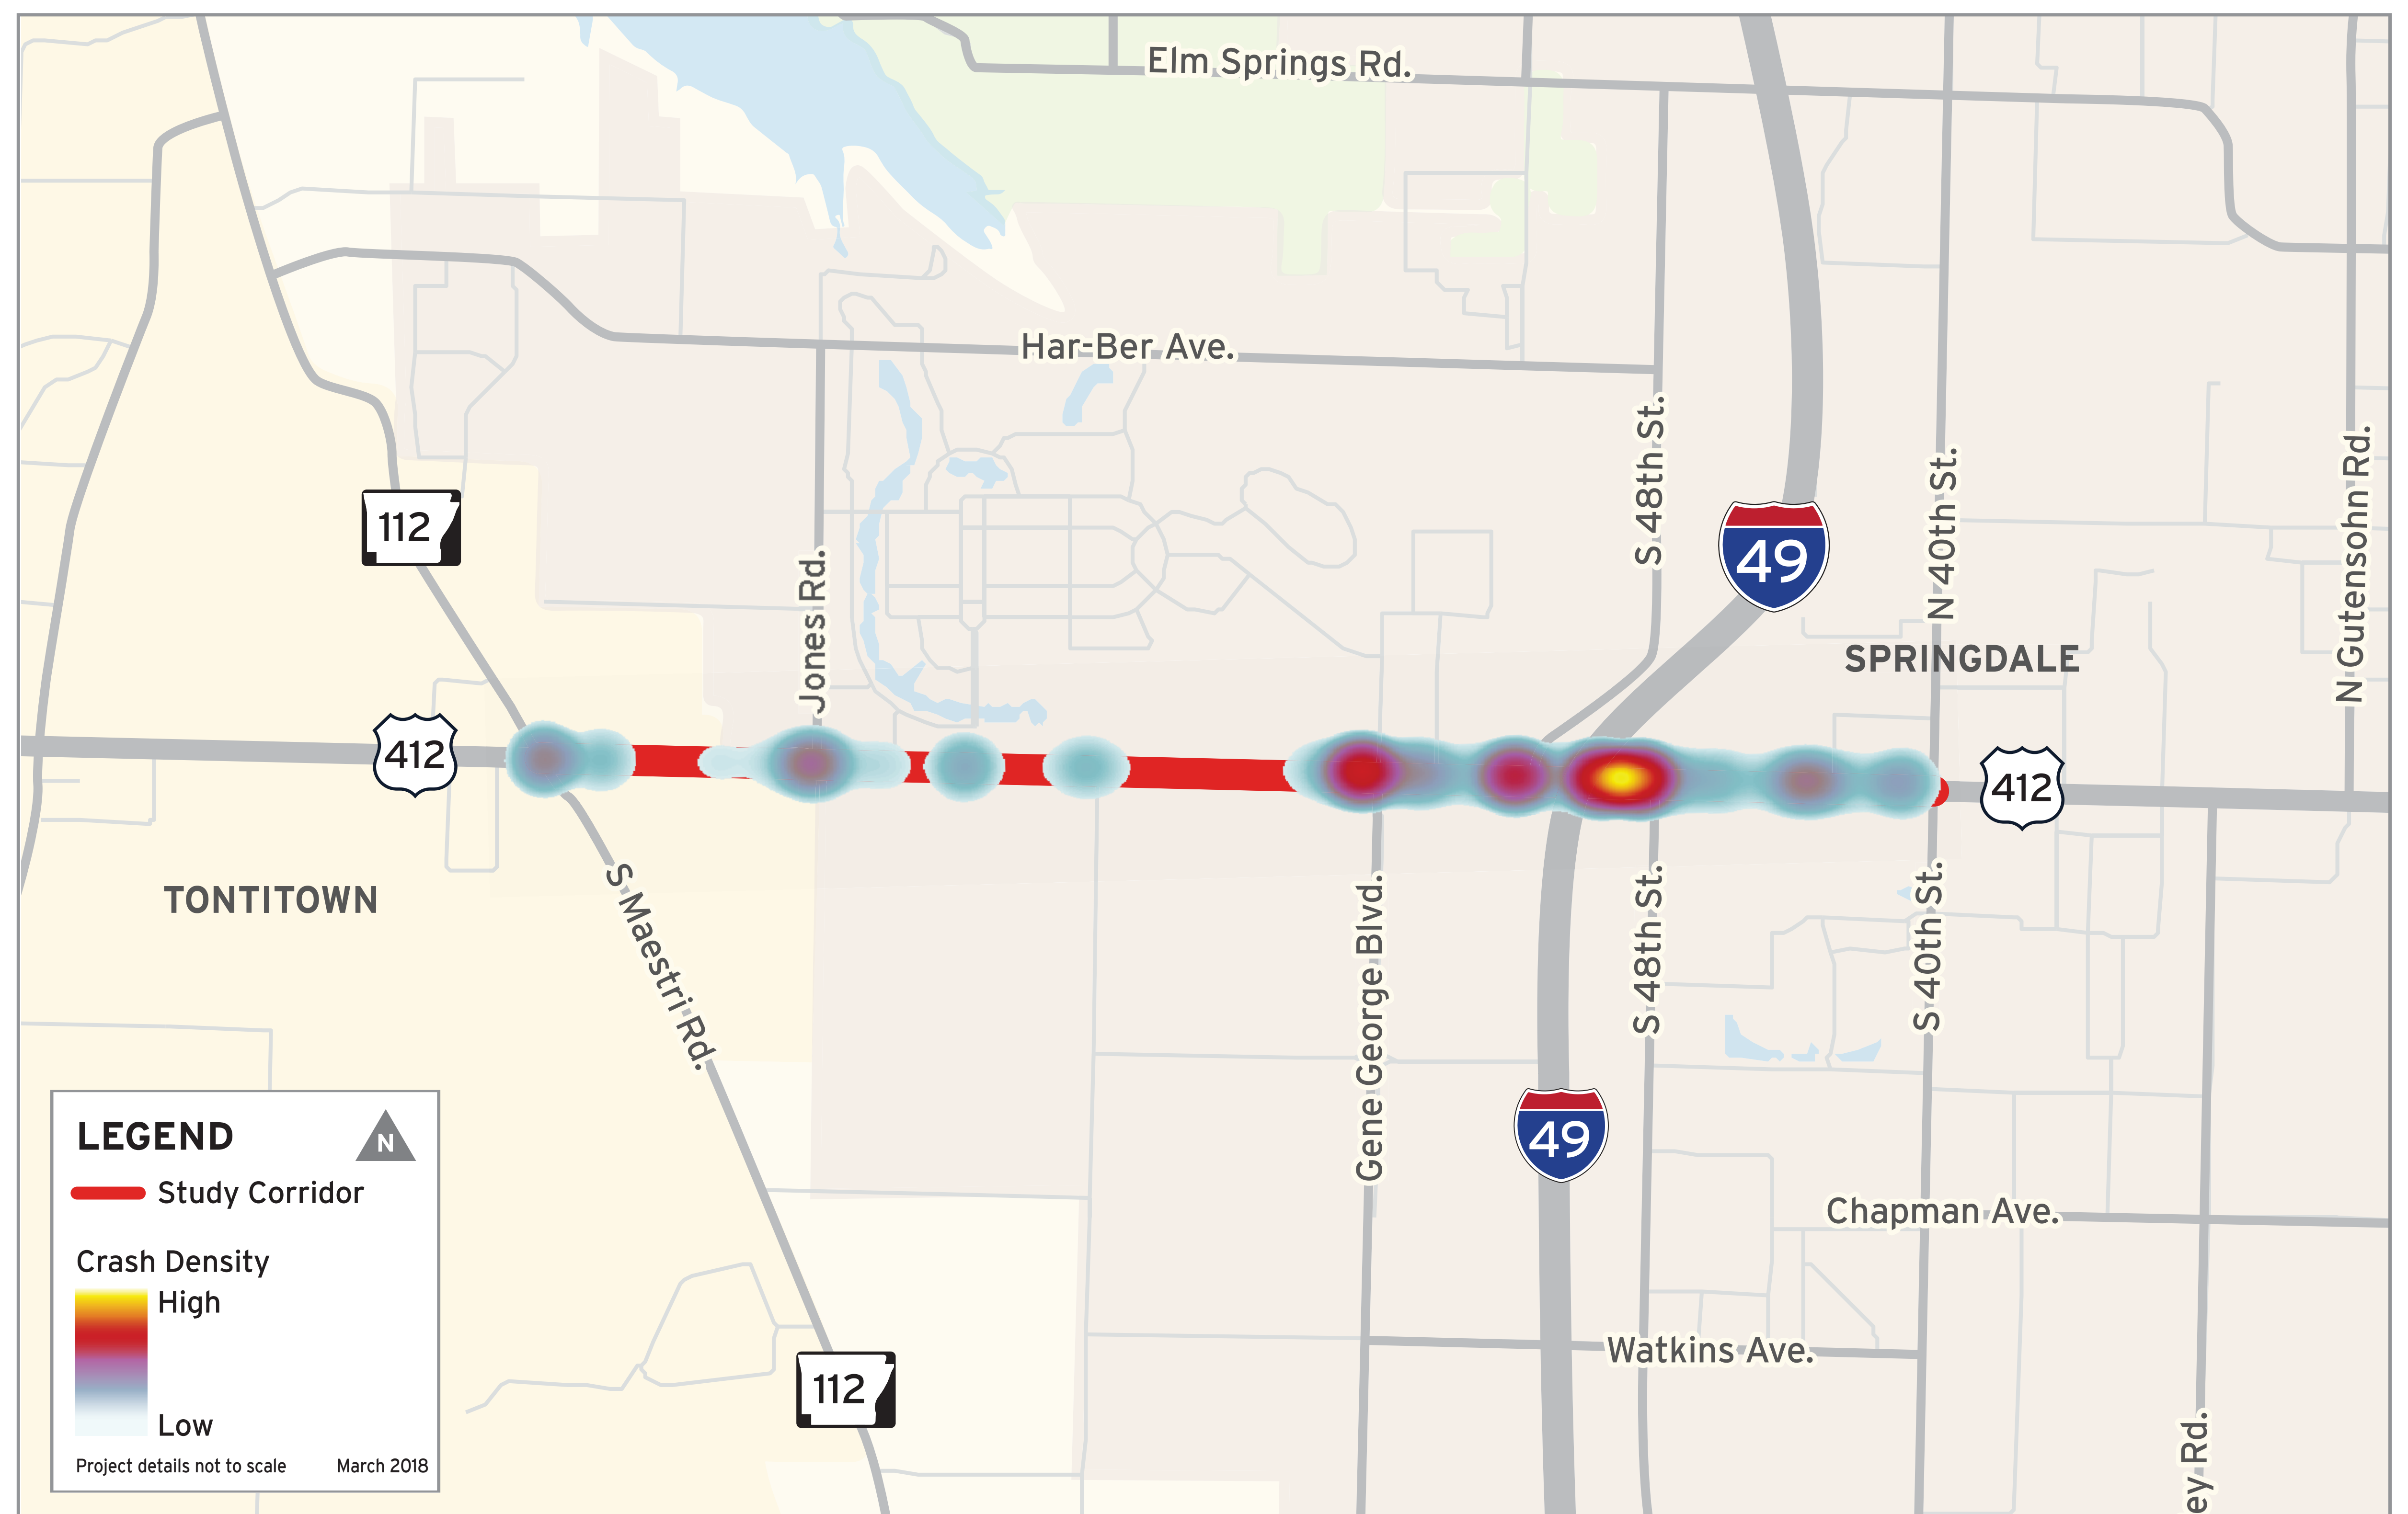 Elm Springs Rd.
Har-Ber Ave.
S 48th St.
N 40th St.
N Gutensohn Rd.
112
49
Jones Rd.
SPRINGDALE
412
412
TONTITOWN
S Maestri Rd.
Gene George Blvd.
S 48th St.
S 40th St.
49
Chapman Ave.
Watkins Ave.
112
ey Rd.
LEGEND
N
Study Corridor
Crash Density
High
Low
Project details not to scale
March 2018